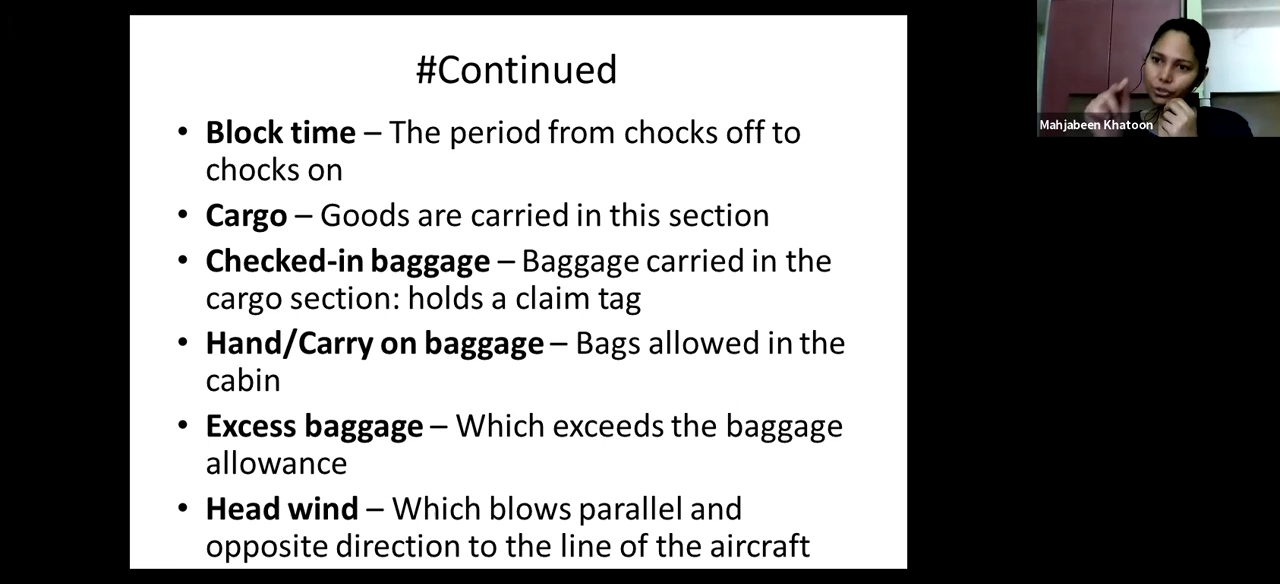 #Continued
• Block time – The period from chocks off to
chocks on
• Cargo – Goods are carried in this section
• Checked-in baggage – Baggage carried in the
cargo section: holds a claim tag
• Hand/Carry on baggage – Bags allowed in the
cabin
• Excess baggage – Which exceeds the baggage
allowance
• Head wind – Which blows parallel and
opposite direction to the line of the aircraft
Mahjabeen Khatoon